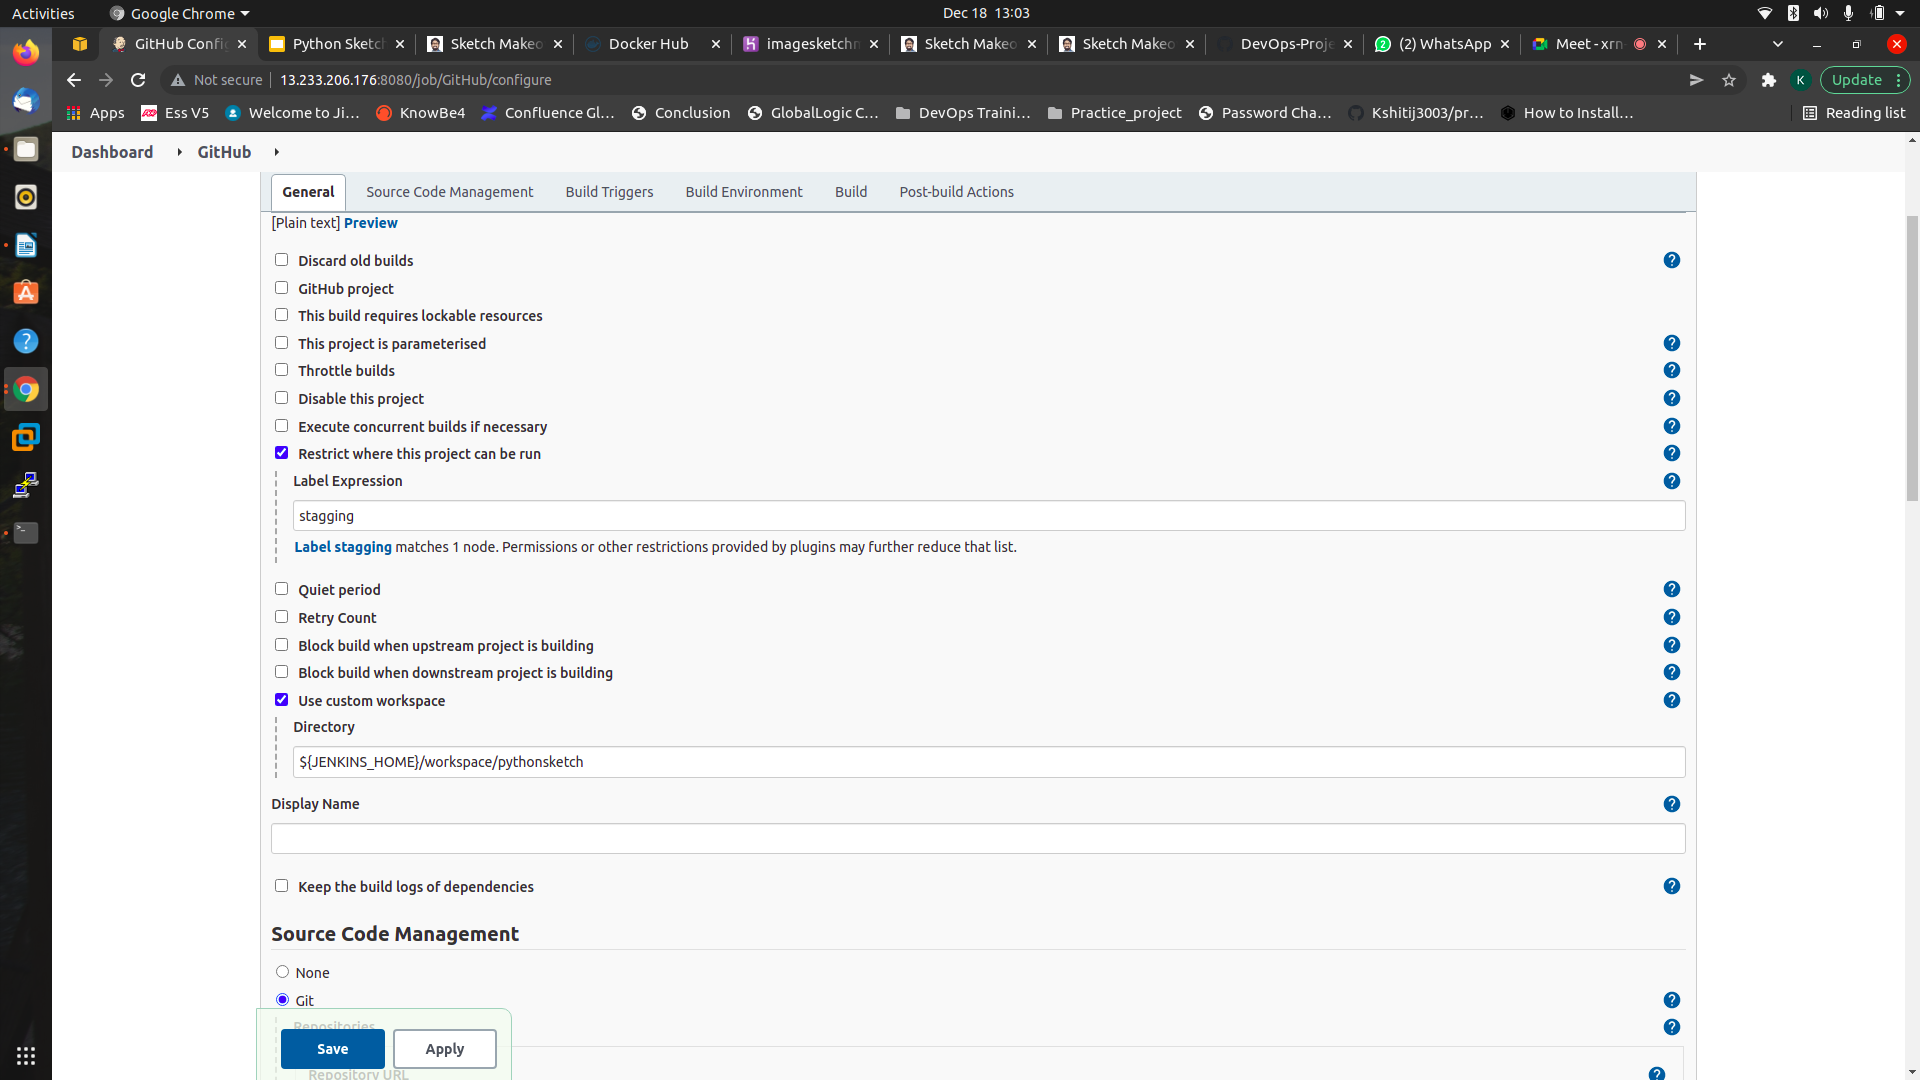 Activities Google Chrome Dec 18 13:03
GitHub Config Python Sketch Sketch Makeo Docker Hub imagesketchm Sketch Makeo Sketch Makeo DevOps-Proje (2) WhatsApp Meet - xrn-
Not secure 13.233.206.176:8080/job/GitHub/configure K Update
Apps Ess V5 Welcome to Ji... KnowBe4 Confluence Gl... Conclusion GlobalLogic C... DevOps Traini... Practice_project Password Cha... Kshitij3003/pr... How to Install... Reading list
Dashboard GitHub
General Source Code Management Build Triggers Build Environment Build Post-build Actions
[Plain text] Preview
Discard old builds
GitHub project
This build requires lockable resources
This project is parameterised
Throttle builds
Disable this project
Execute concurrent builds if necessary
Restrict where this project can be run
Label Expression
stagging
Label stagging matches 1 node. Permissions or other restrictions provided by plugins may further reduce that list.
Quiet period
Retry Count
Block build when upstream project is building
Block build when downstream project is building
Use custom workspace
Directory
${JENKINS_HOME}/workspace/pythonsketch
Display Name
Keep the build logs of dependencies
Source Code Management
None
Git
Repositories
Save Apply
Repository URL